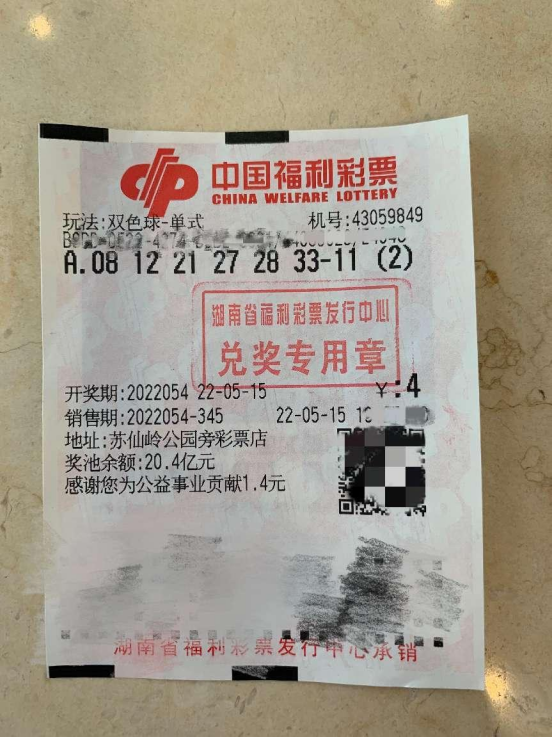 中国福利彩票
CHINA WELFARE LOTTERY
玩法:双色球-单式 机号:43059849
A.08 12 21 27 28 33-11 (2)
湖南省福利彩票发行中心
兑奖专用章
开奖期:2022054 22-05-15 ¥:4
销售期:2022054-345 22-05-15
地址:苏仙岭公园旁彩票店
奖池余额:20.4亿元
感谢您为公益事业贡献1.4元
湖南省福利彩票发行中心承销